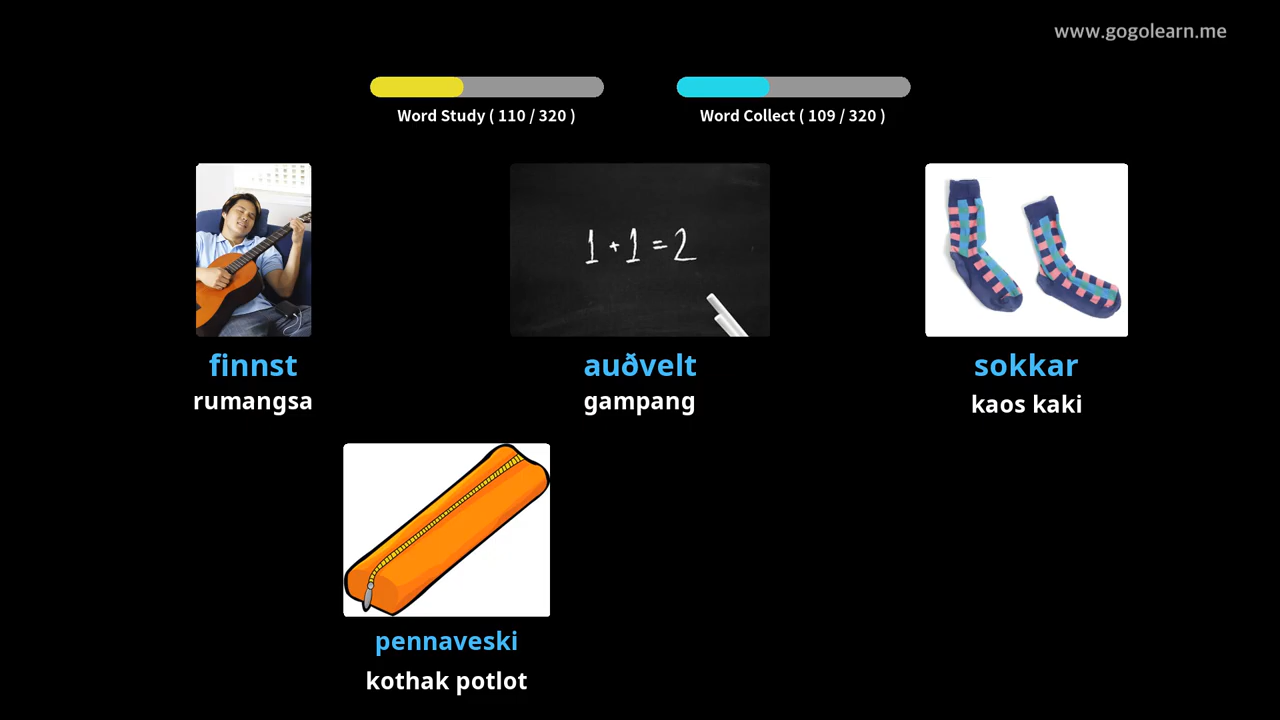 www.gogolearn.me
Word Study ( 110 / 320 )
Word Collect ( 109 / 320 )
1 + 1 = 2
finnst
rumangsa
auðvelt
gampang
sokkar
kaos kaki
pennaveski
kothak potlot